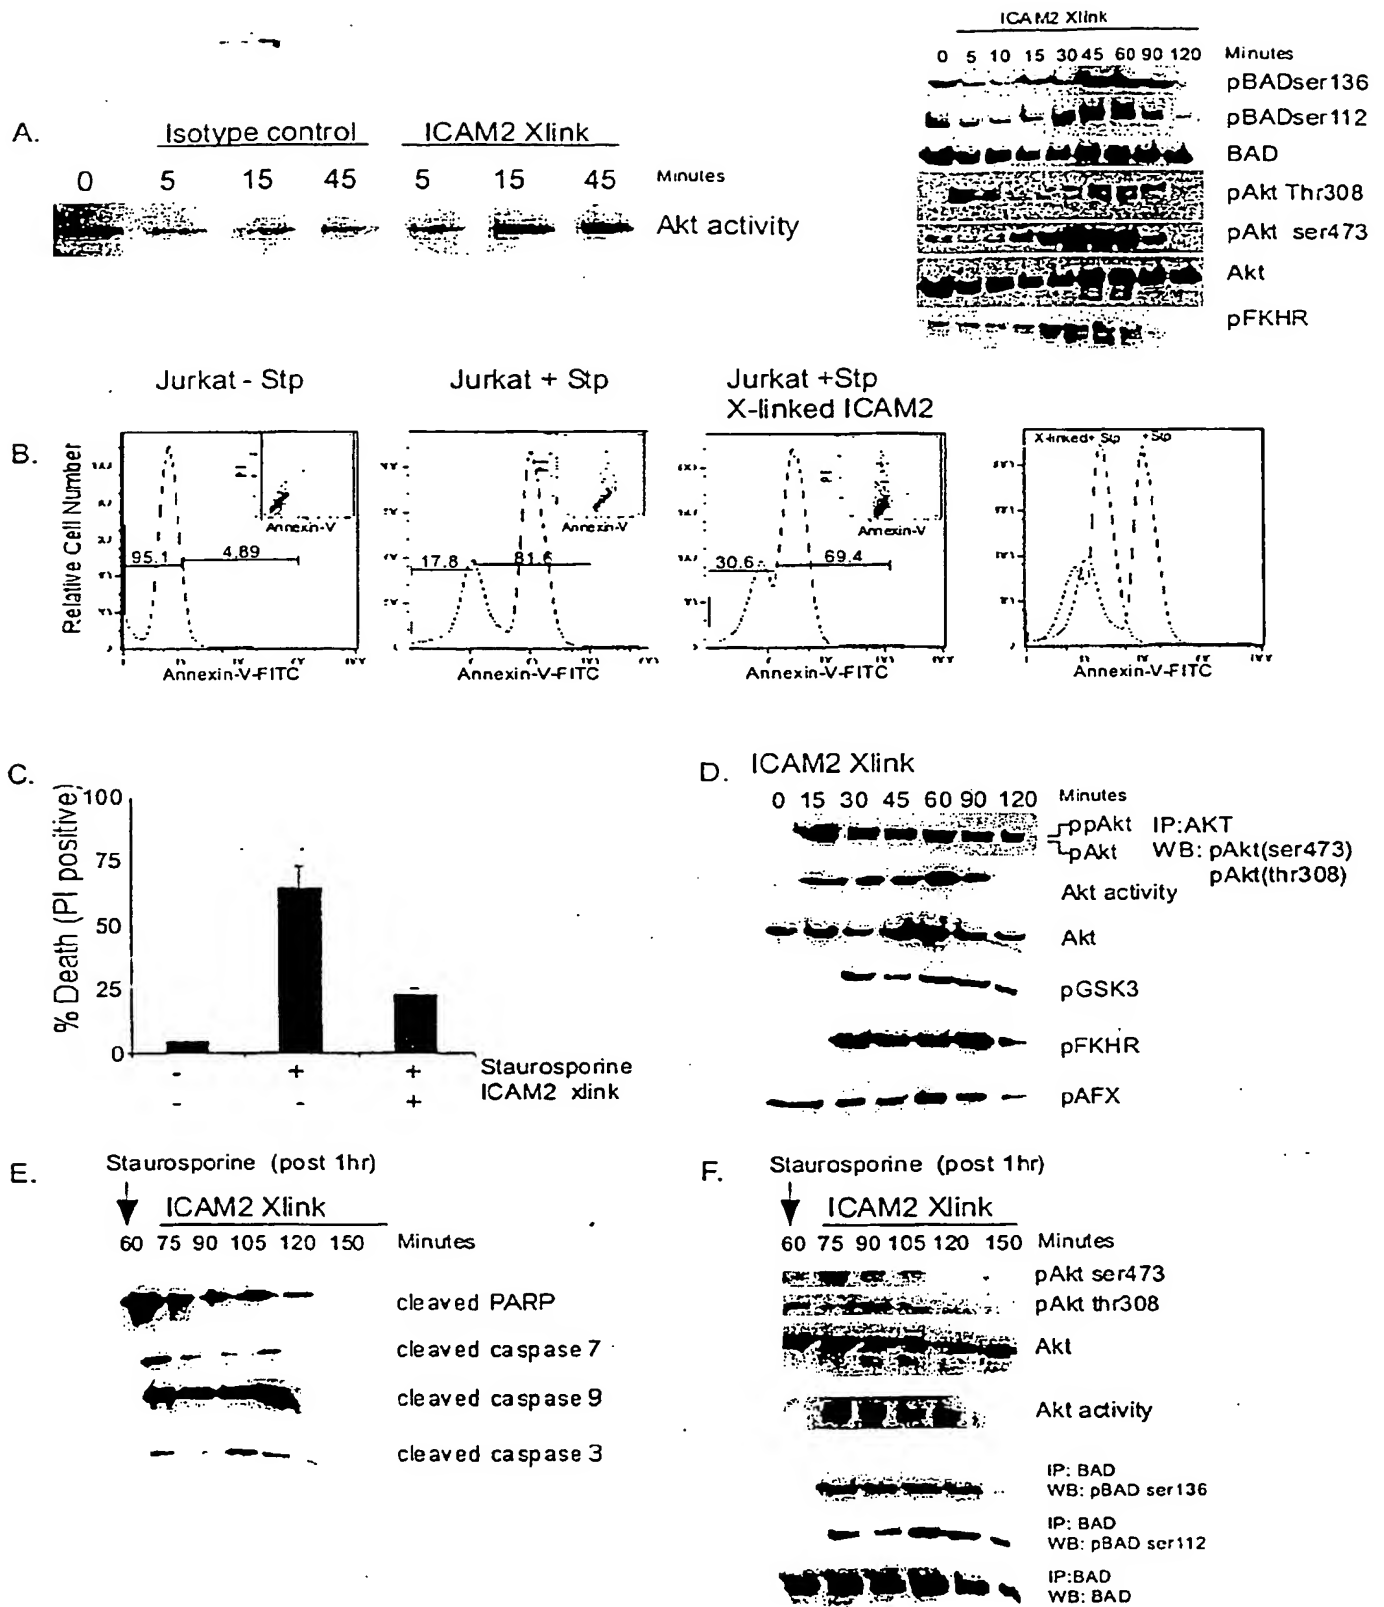 ICAM2 Xlink
0 5 10 15 30 45 60 90 120 Minutes
pBADser136
pBADser112
BAD
pAkt Thr308
pAkt ser473
Akt
pFKHR
A.
Isotype control ICAM2 Xlink
0 5 15 45 5 15 45 Minutes
Akt activity
B.
Jurkat - Stp
Jurkat + Stp
Jurkat +Stp
X-linked ICAM2
Relative Cell Number
95.1 4.89
PI
Annexin-V
Annexin-V-FITC
17.8 81.6
PI
Annexin-V
Annexin-V-FITC
30.6 69.4
PI
Annexin-V
Annexin-V-FITC
X-linked+ Stp +Stp
Annexin-V-FITC
C.
% Death (PI positive)
100
75
50
25
0
- + + Staurosporine
- - + ICAM2 xlink
D.
ICAM2 Xlink
0 15 30 45 60 90 120 Minutes
ppAkt IP:AKT
pAkt WB: pAkt(ser473)
pAkt(thr308)
Akt activity
Akt
pGSK3
pFKHR
pAFX
E.
Staurosporine (post 1hr)
ICAM2 Xlink
60 75 90 105 120 150 Minutes
cleaved PARP
cleaved caspase 7
cleaved caspase 9
cleaved caspase 3
F.
Staurosporine (post 1hr)
ICAM2 Xlink
60 75 90 105 120 150 Minutes
pAkt ser473
pAkt thr308
Akt
Akt activity
IP: BAD
WB: pBAD ser136
IP: BAD
WB: pBAD ser112
IP:BAD
WB: BAD